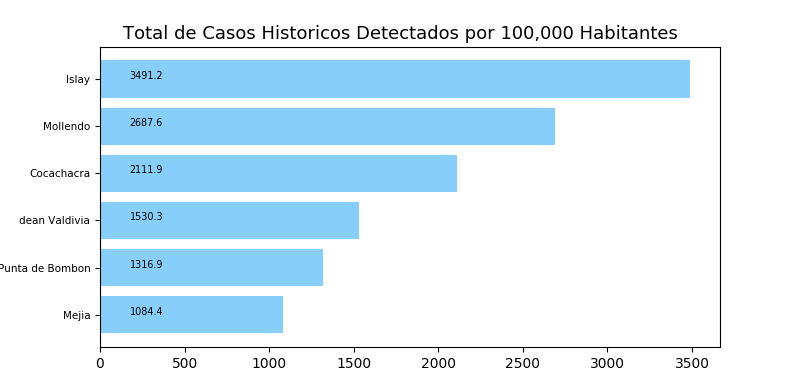 Total de Casos Historicos Detectados por 100,000 Habitantes
Islay 3491.2
Mollendo 2687.6
Cocachacra 2111.9
dean Valdivia 1530.3
Punta de Bombon 1316.9
Mejia 1084.4
0 500 1000 1500 2000 2500 3000 3500